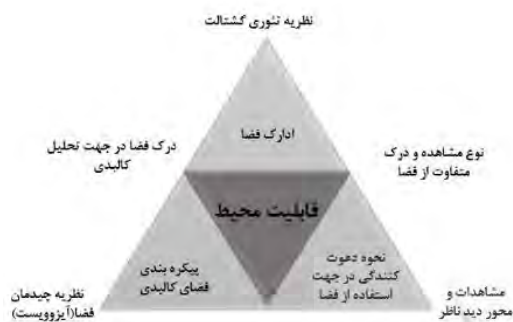 نظریه تئوری گشتالت
ادارک فضا
درک فضا در جهت تحلیل
کالبدی
نوع مشاهده و درک
متفاوت از فضا
قابلیت محیط
پیکره بندی
فضای کالبدی
نحوه دعوت
کنندگی در جهت
استفاده از فضا
نظریه چیدمان
فضا(آیزوویست)
مشاهدات و
محور دید ناظر